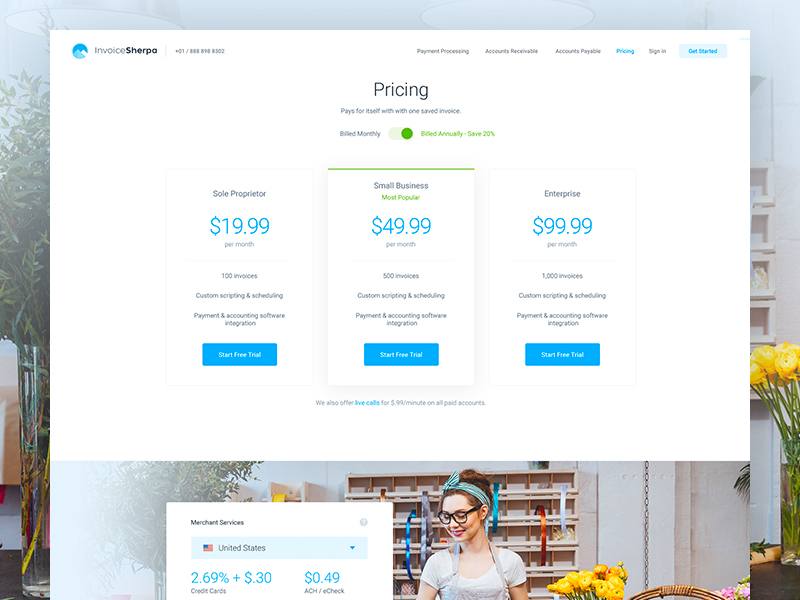 InvoiceSherpa
+01 / 888 898 8302
Payment Processing
Accounts Receivable
Accounts Payable
Pricing
Sign in
Get Started
Pricing
Pays for itself with with one saved invoice.
Billed Monthly
Billed Annually - Save 20%
Sole Proprietor
$19.99
per month
100 invoices
Custom scripting & scheduling
Payment & accounting software
integration
Start Free Trial
Small Business
Most Popular
$49.99
per month
500 invoices
Custom scripting & scheduling
Payment & accounting software
integration
Start Free Trial
Enterprise
$99.99
per month
1,000 invoices
Custom scripting & scheduling
Payment & accounting software
integration
Start Free Trial
We also offer live calls for $.99/minute on all paid accounts.
Merchant Services
?
United States
2.69% + $.30
Credit Cards
$0.49
ACH / eCheck